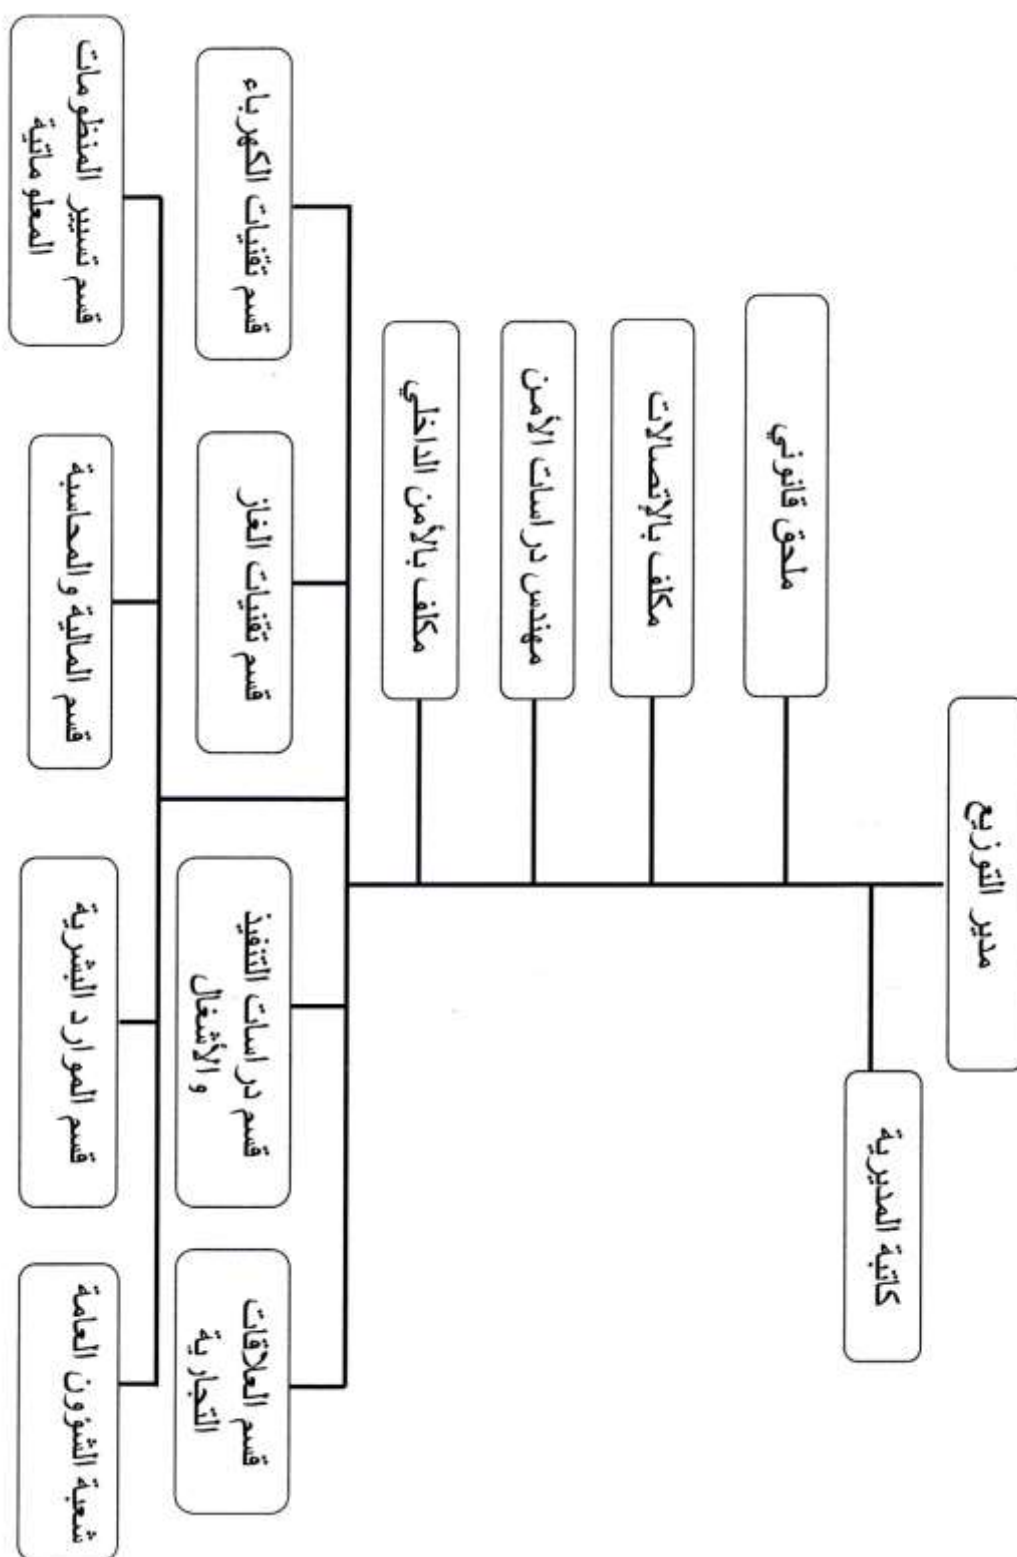 مدير التوزيع
كاتبة المديرية
ملحق قانوني
مكلف بالإتصالات
مهندس دراسات الأمن
مكلف بالأمن الداخلي
قسم العلاقات
التجارية
قسم دراسات التنفيذ
والأشغال
قسم تقنيات الغاز
قسم تقنيات الكهرباء
شعبة الشؤون العامة
قسم الموارد البشرية
قسم المالية والمحاسبة
قسم تسيير المنظومات
المعلوماتية